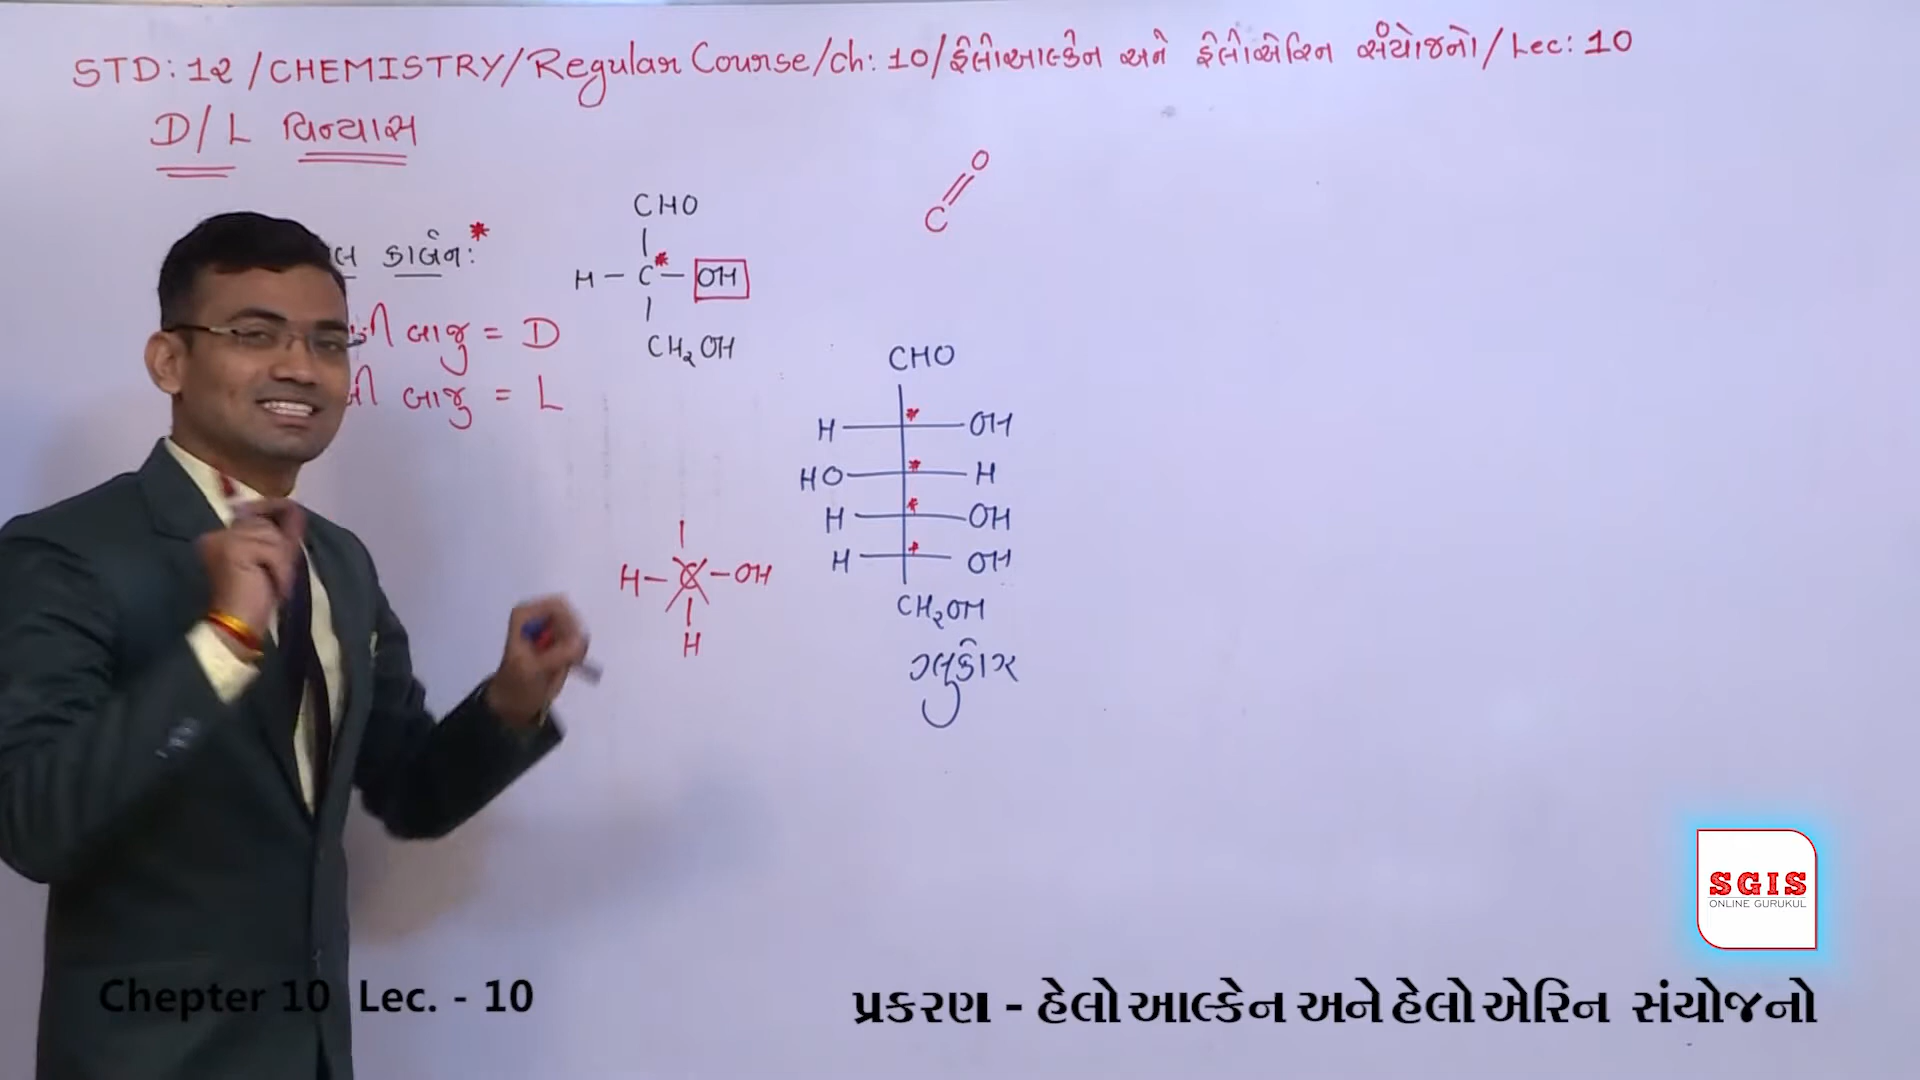 STD: 12 / CHEMISTRY / Regular Course / ch: 10 / હેલોઆલ્કેન અને હેલોએરિન સંયોજનો / Lec: 10
D/L વિન્યાસ
કાર્બન: *
બાજુ = D
બાજુ = L
CHO
H - C* - OH
CH₂OH
C = O
CHO
H OH *
HO H *
H OH *
H OH *
CH₂OH
ગ્લુકોઝ
H - C - OH
H
SGIS
ONLINE GURUKUL
Chepter 10 Lec. - 10
પ્રકરણ - હેલો આલ્કેન અને હેલો એરિન સંયોજનો